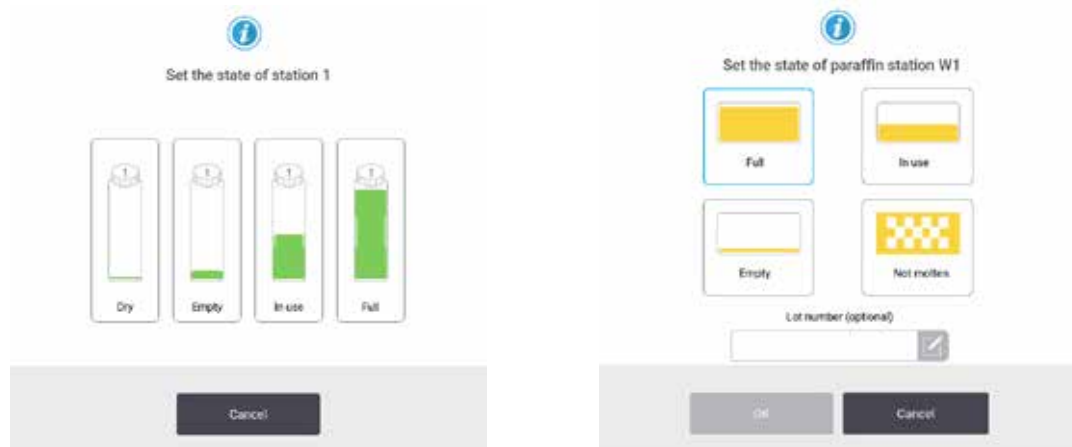 Set the state of station 1
1 1 1 1
Dry Empty In use Full
Cancel
Set the state of paraffin station W1
Full In use
Empty Not molten
Lot number (optional)
OK Cancel